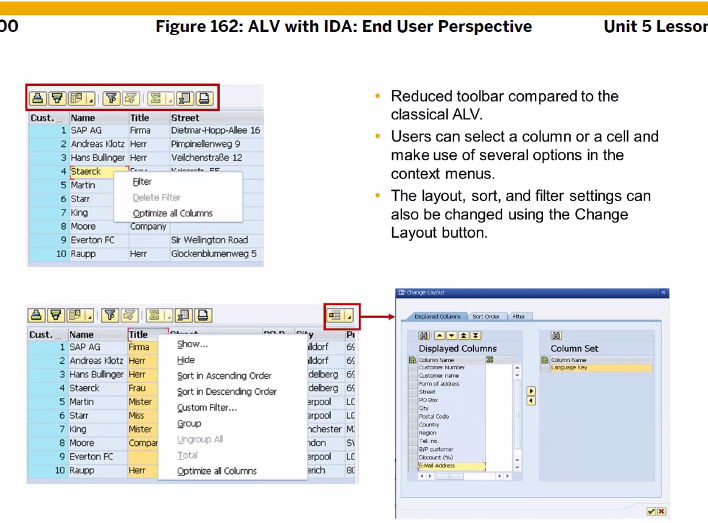 00
Figure 162: ALV with IDA: End User Perspective
Unit 5 Lesson
Cust. ... Name Title Street
1 SAP AG Firma Dietmar-Hopp-Allee 16
2 Andreas Klotz Herr Pimpinellenweg 9
3 Hans Bullinger Herr Veilchenstraße 12
4 Staerck Frau Kaiserstr. 55
5 Martin
6 Starr
7 King
8 Moore Company
9 Everton FC Sir Wellington Road
10 Raupp Herr Glockenblumenweg 5
Filter
Delete Filter
Optimize all Columns
• Reduced toolbar compared to the
classical ALV.
• Users can select a column or a cell and
make use of several options in the
context menus.
• The layout, sort, and filter settings can
also be changed using the Change
Layout button.
Cust. ... Name Title Street PO B City P
1 SAP AG Firma alldorf 69
2 Andreas Klotz Herr alldorf 69
3 Hans Bullinger Herr idelberg 69
4 Staerck Frau delberg 69
5 Martin Mister erpool LO
6 Starr Miss erpool LO
7 King Mister nchester M
8 Moore Compan ndon SV
9 Everton FC erpool
10 Raupp Herr erich 80
Show...
Hide
Sort in Ascending Order
Sort in Descending Order
Custom Filter...
Group
Ungroup All
Total
Optimize all Columns
Change Layout
Displayed Columns Sort Order Filter
Displayed Columns
Column Name
Customer Number
Customer name
Form of address
Street
PO Box
City
Postal Code
Country
Region
Tel. no.
B/P customer
Discount (%)
E-Mail Address
Column Set
Column Name
Language Key